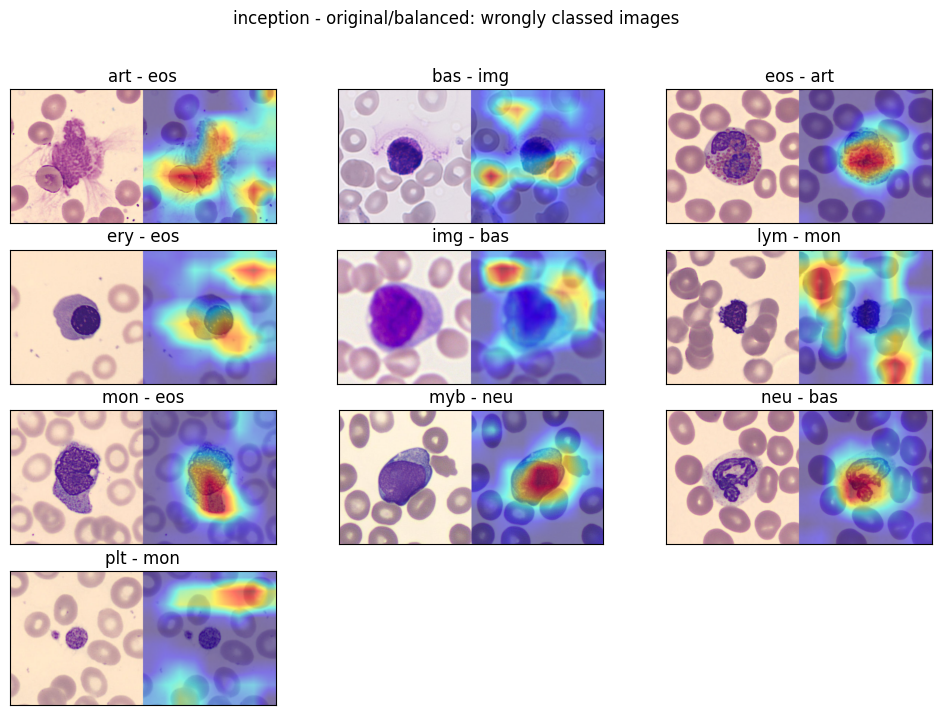 inception - original/balanced: wrongly classed images
art - eos
bas - img
eos - art
ery - eos
img - bas
lym - mon
mon - eos
myb - neu
neu - bas
plt - mon